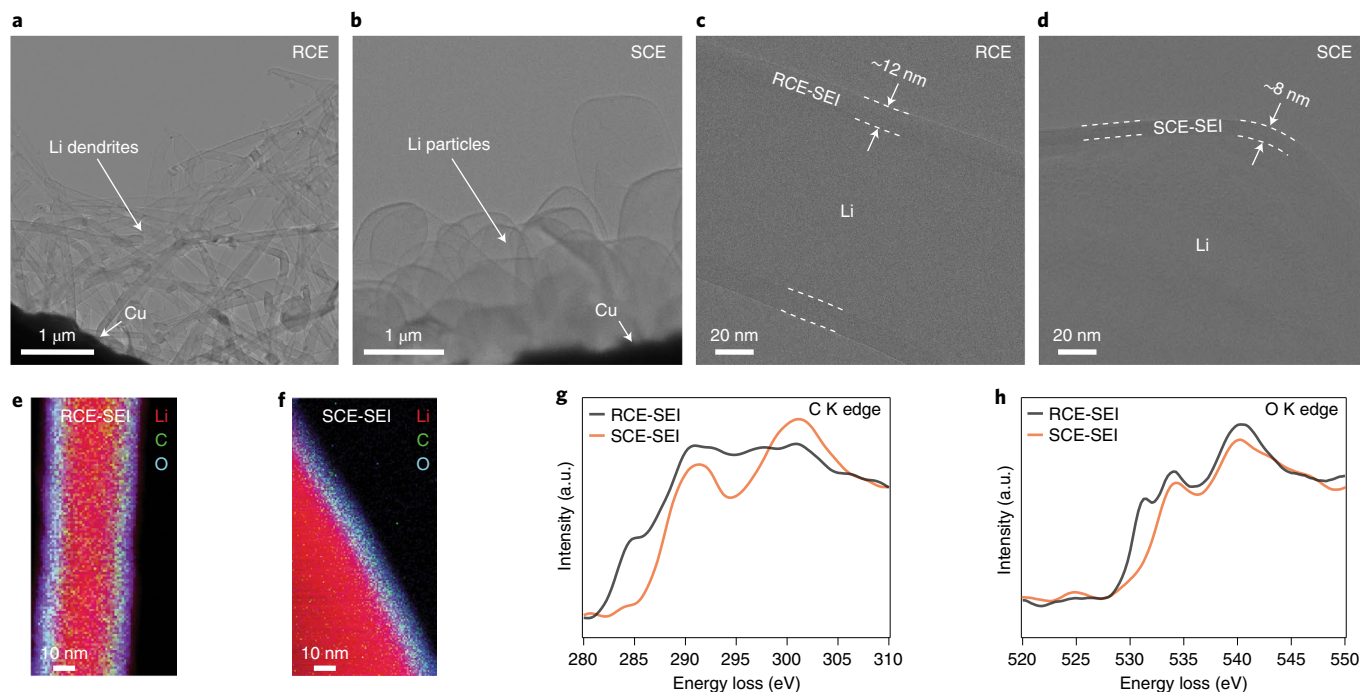 a
RCE
Li dendrites
Cu
1 μm
b
SCE
Li particles
Cu
1 μm
c
RCE
~12 nm
RCE-SEI
Li
20 nm
d
SCE
~8 nm
SCE-SEI
Li
20 nm
e
RCE-SEI
Li
C
O
10 nm
f
SCE-SEI
Li
C
O
10 nm
g
RCE-SEI
SCE-SEI
C K edge
Intensity (a.u.)
280 285 290 295 300 305 310
Energy loss (eV)
h
RCE-SEI
SCE-SEI
O K edge
Intensity (a.u.)
520 525 530 535 540 545 550
Energy loss (eV)